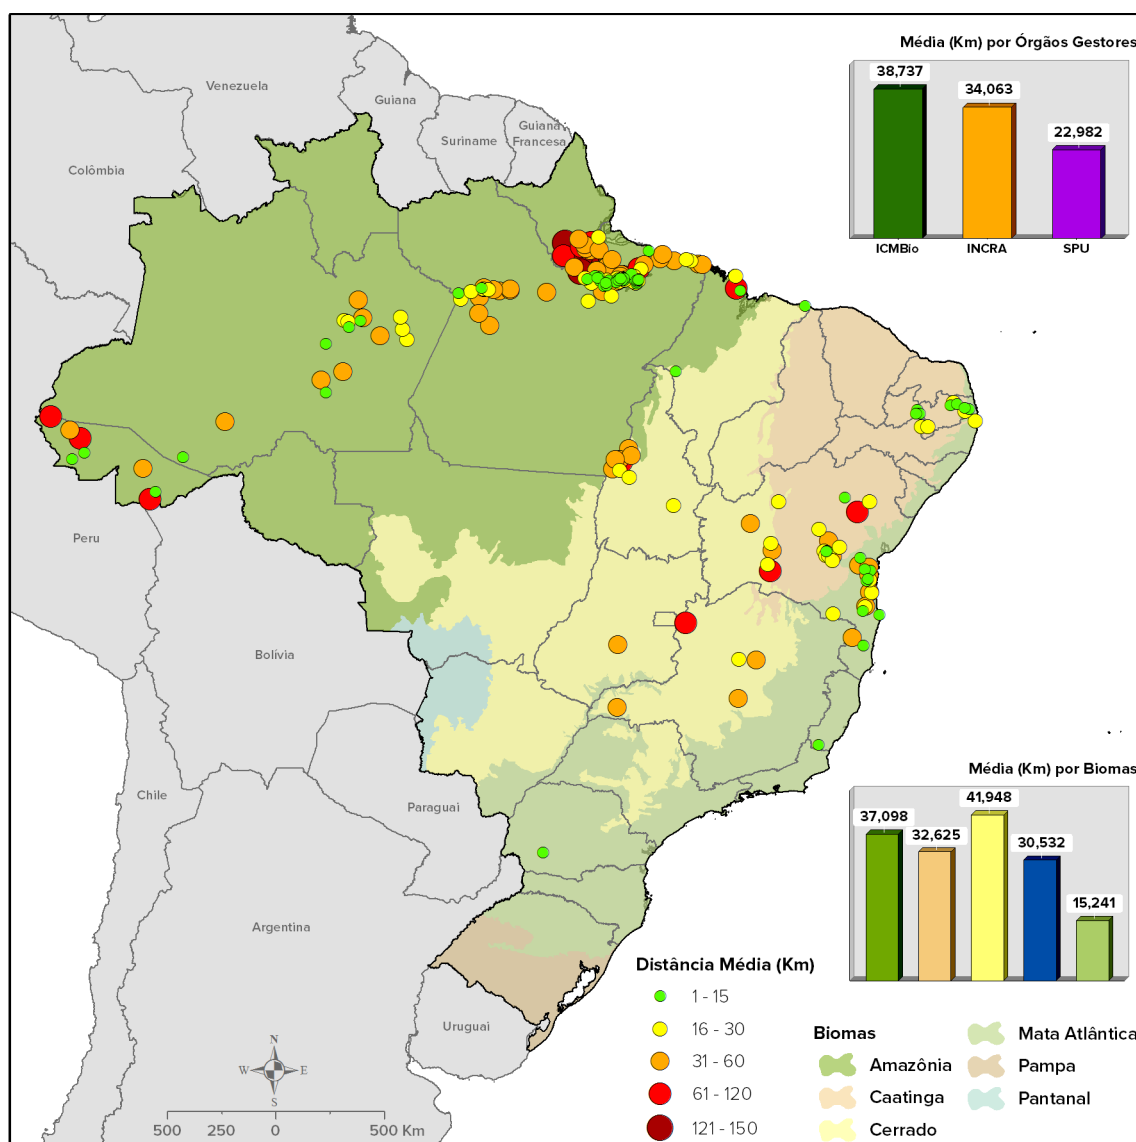 Média (Km) por Órgãos Gestores
38,737
34,063
22,982
ICMBio
INCRA
SPU
Venezuela
Guiana
Suriname
Guiana
Francesa
Colômbia
Peru
Bolívia
Chile
Paraguai
Argentina
Uruguai
Média (Km) por Biomas
37,098
32,625
41,948
30,532
15,241
Distância Média (Km)
1 - 15
16 - 30
31 - 60
61 - 120
121 - 150
Biomas
Amazônia
Caatinga
Cerrado
Mata Atlântica
Pampa
Pantanal
N
W
E
S
500
250
0
500 Km